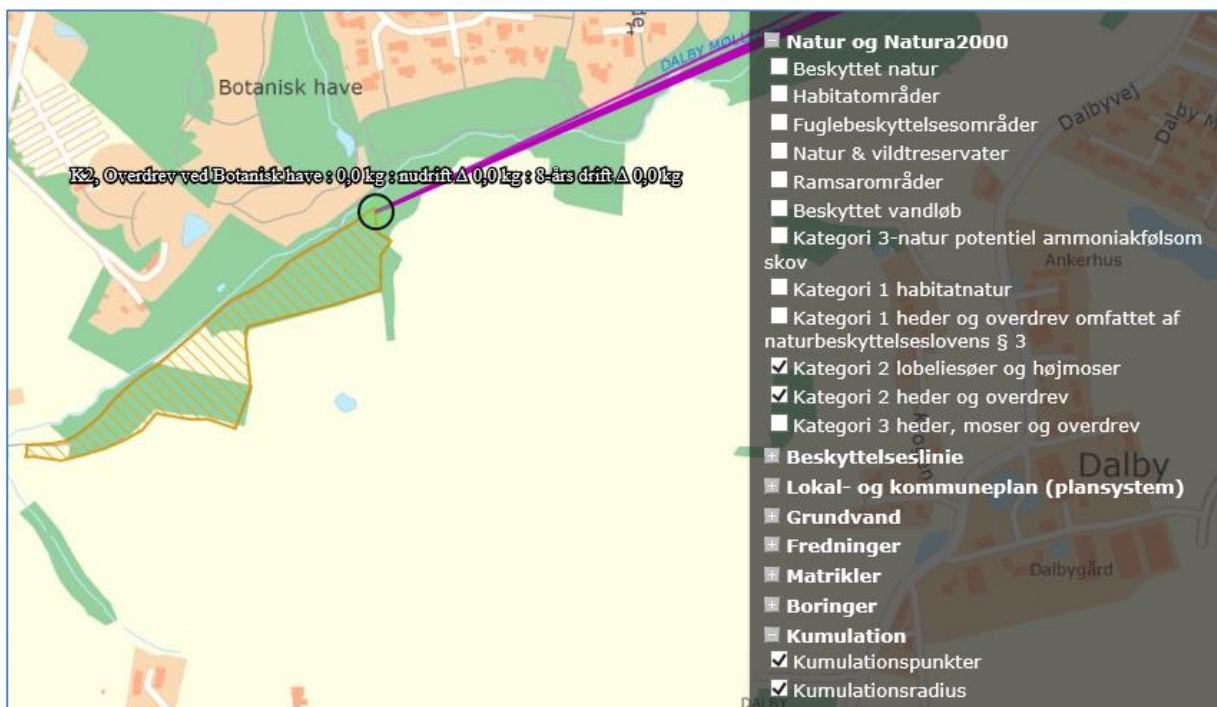 Botanisk have
DALBY MØLL
K2, Overdrev ved Botanisk have : 0,0 kg : nudrift Δ 0,0 kg : 8-års drift Δ 0,0 kg
Natur og Natura2000
Beskyttet natur
Habitatområder
Fuglebeskyttelsesområder
Natur & vildtreservater
Ramsarområder
Beskyttet vandløb
Kategori 3-natur potentiel ammoniakfølsom
skov
Kategori 1 habitatnatur
Kategori 1 heder og overdrev omfattet af
naturbeskyttelseslovens § 3
Kategori 2 lobeliesøer og højmoser
Kategori 2 heder og overdrev
Kategori 3 heder, moser og overdrev
Beskyttelseslinie
Lokal- og kommuneplan (plansystem)
Grundvand
Fredninger
Matrikler
Boringer
Kumulation
Kumulationspunkter
Kumulationsradius
Dalbyvej
DALBY M
Ankerhus
Dalby
Dalbygård
DALBY